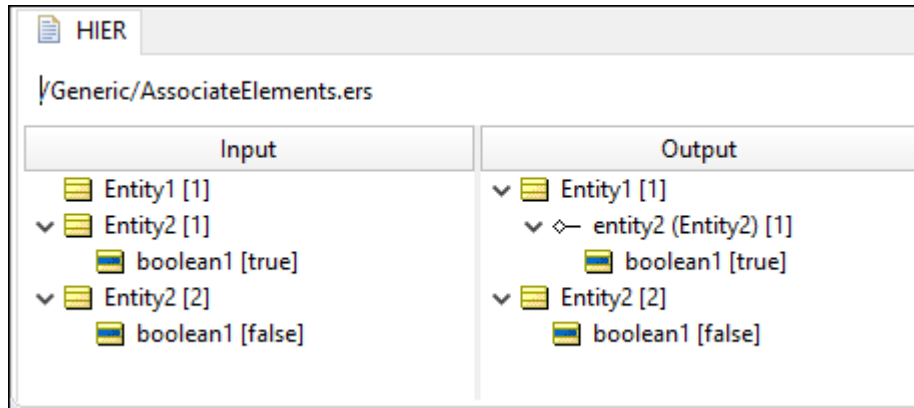 HIER
/Generic/AssociateElements.ers
Input Output
Entity1 [1] Entity1 [1]
Entity2 [1] entity2 (Entity2) [1]
boolean1 [true] boolean1 [true]
Entity2 [2] Entity2 [2]
boolean1 [false] boolean1 [false]